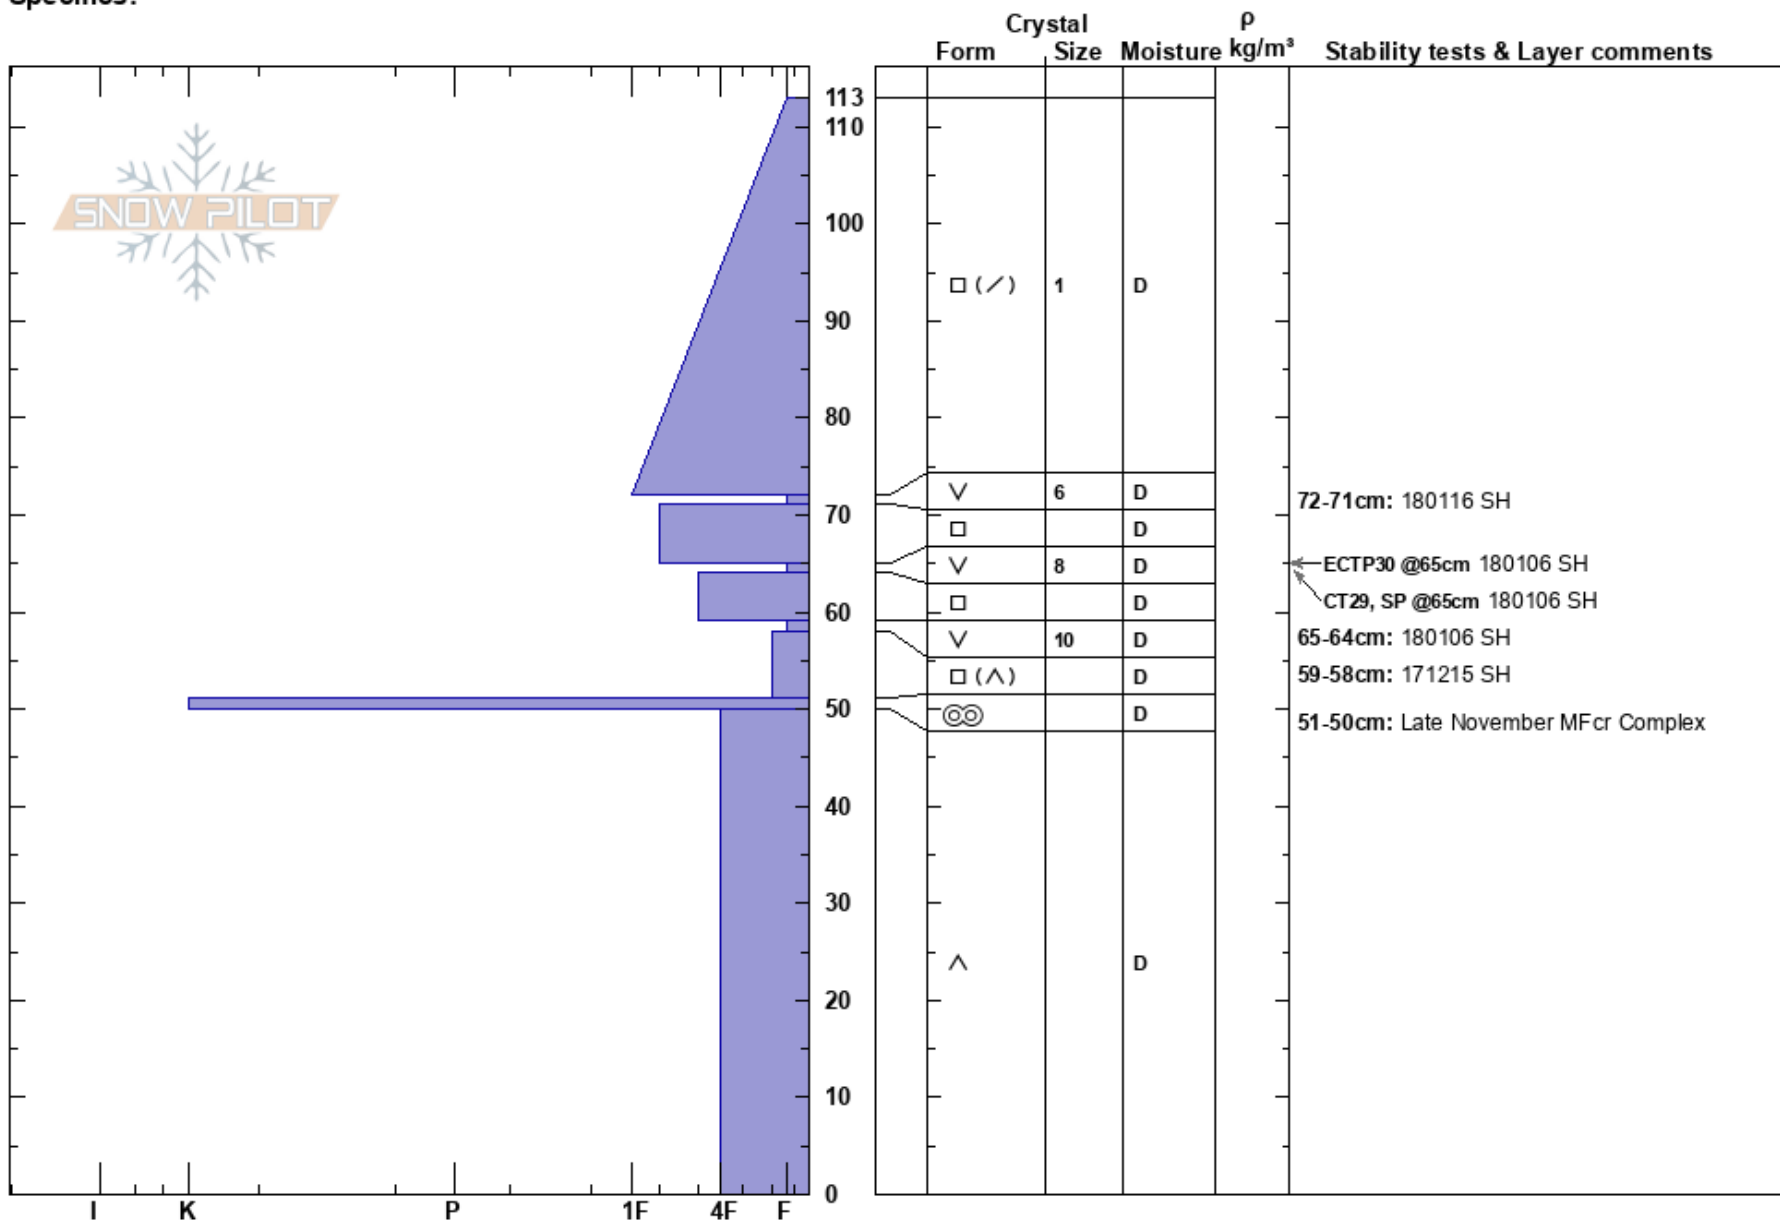 Specifics:
Crystal ρ
Form Size Moisture kg/m³ Stability tests & Layer comments
113
110
SNOW PILOT
100
(/) 1 D
90
80
6 D
72-71cm: 180116 SH
70
D
8 D
ECTP30 @65cm 180106 SH
60
D
CT29, SP @65cm 180106 SH
10 D
65-64cm: 180106 SH
D
59-58cm: 171215 SH
50
D
51-50cm: Late November MFcr Complex
40
30
D
20
10
0
I K P 1F 4F F